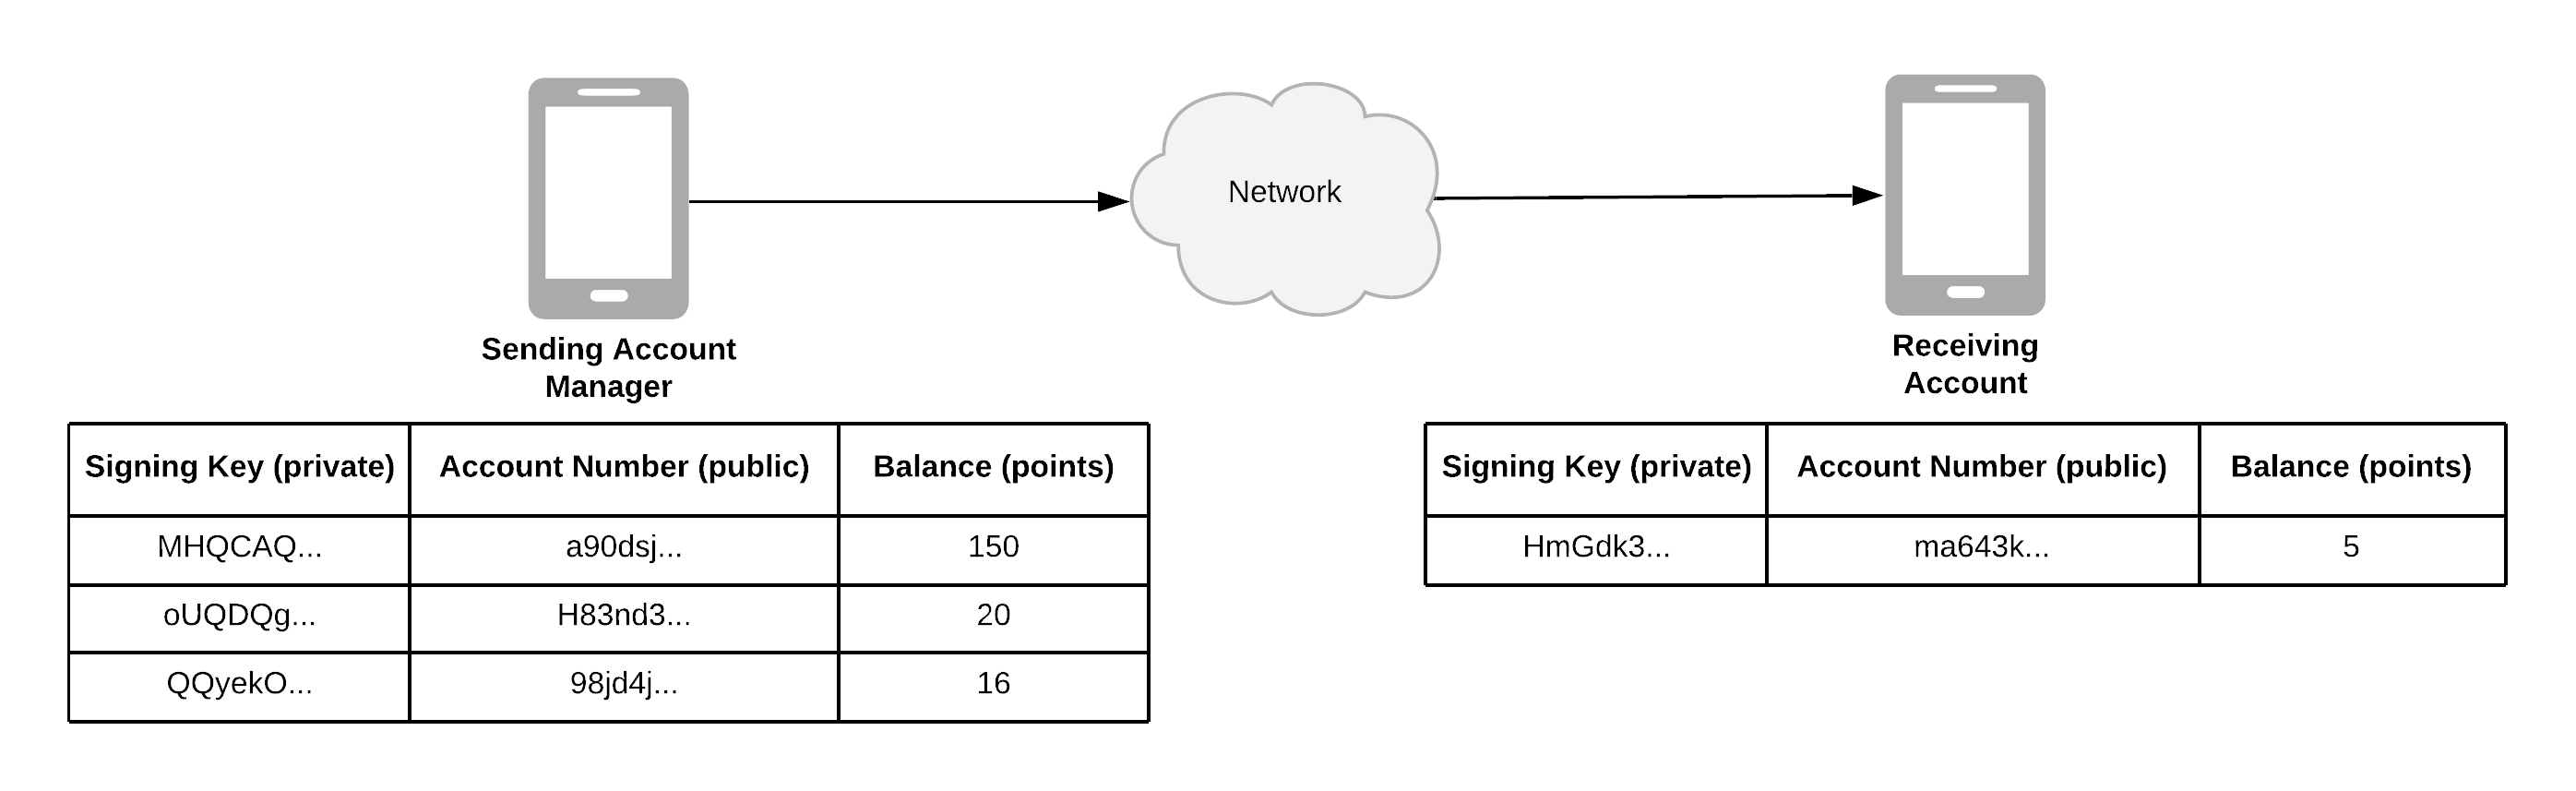 Network
Sending Account
Manager
Receiving
Account
Signing Key (private) Account Number (public) Balance (points)
MHQCAQ... a90dsj... 150
oUQDQg... H83nd3... 20
QQyekO... 98jd4j... 16
Signing Key (private) Account Number (public) Balance (points)
HmGdk3... ma643k... 5